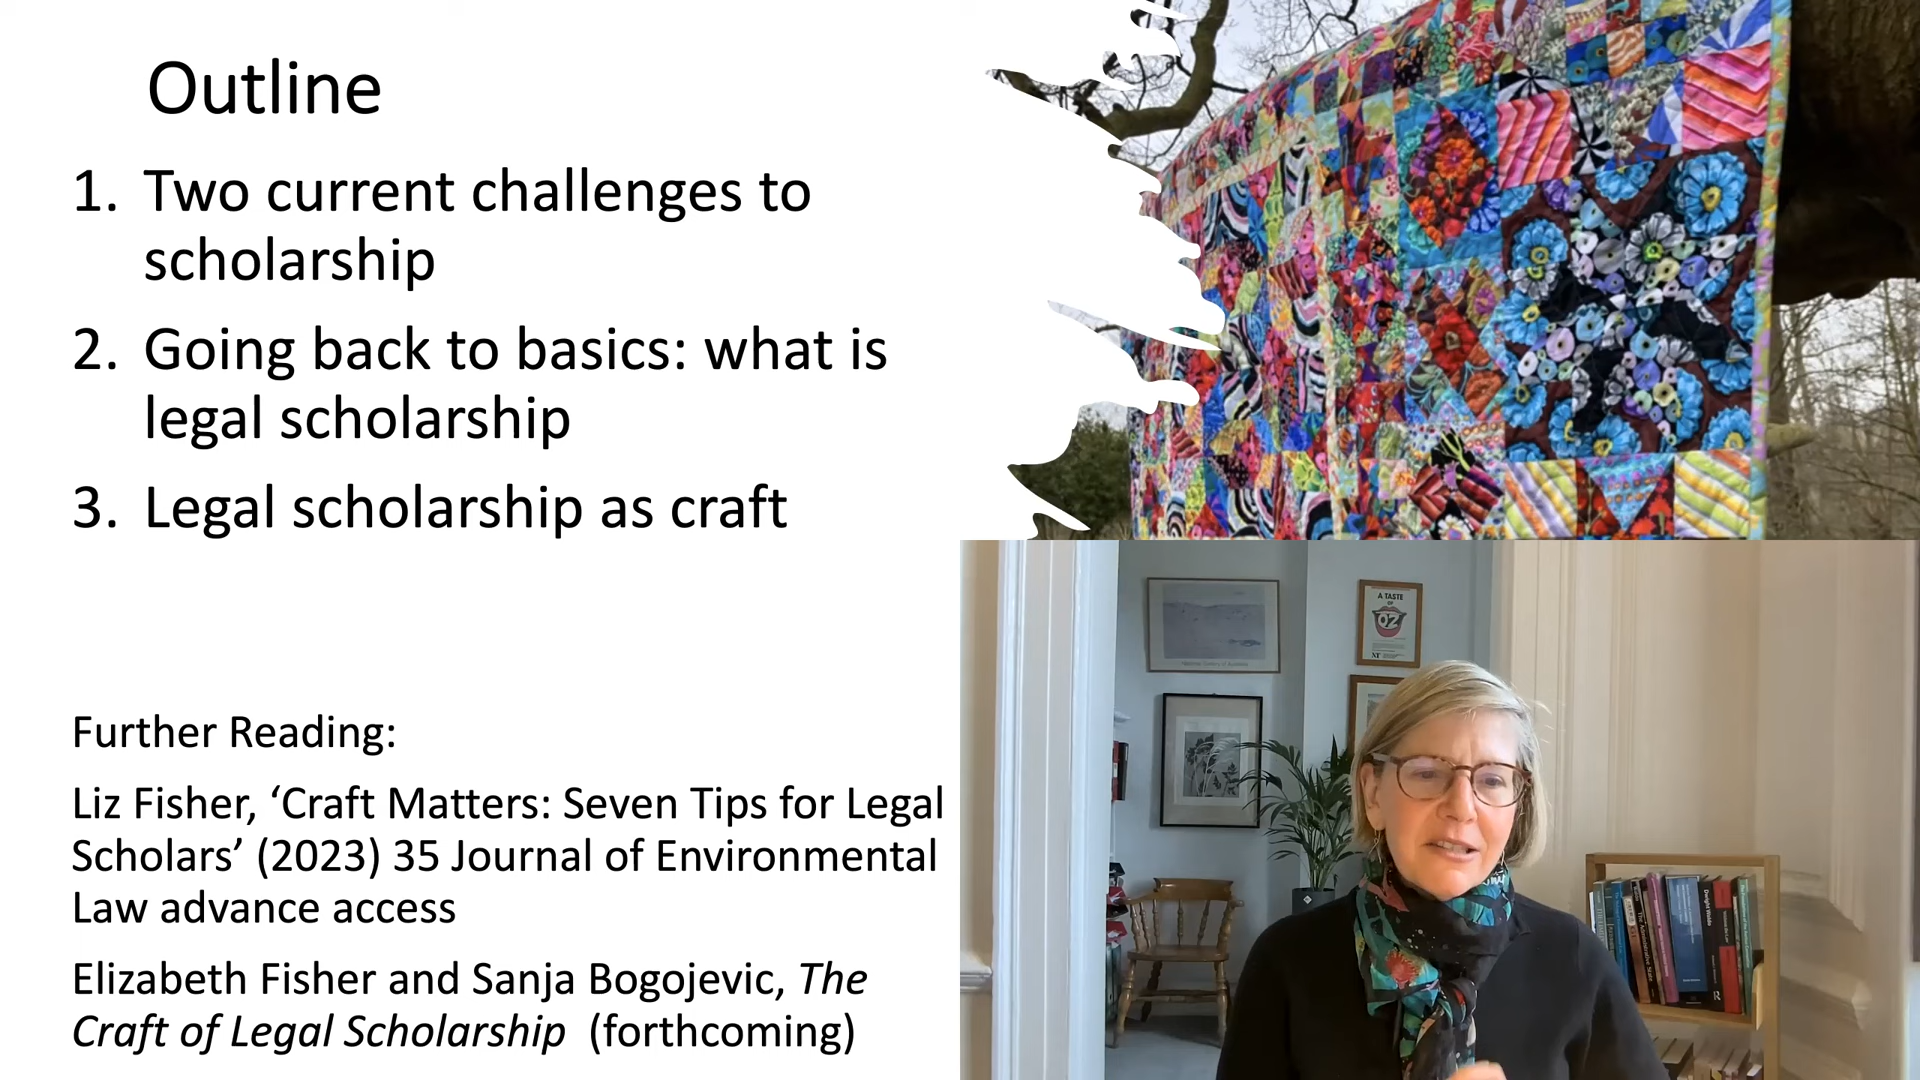 Outline
1. Two current challenges to
scholarship
2. Going back to basics: what is
legal scholarship
3. Legal scholarship as craft
Further Reading:
Liz Fisher, ‘Craft Matters: Seven Tips for Legal
Scholars’ (2023) 35 Journal of Environmental
Law advance access
Elizabeth Fisher and Sanja Bogojevic, The
Craft of Legal Scholarship (forthcoming)
A TASTE
OF
OZ